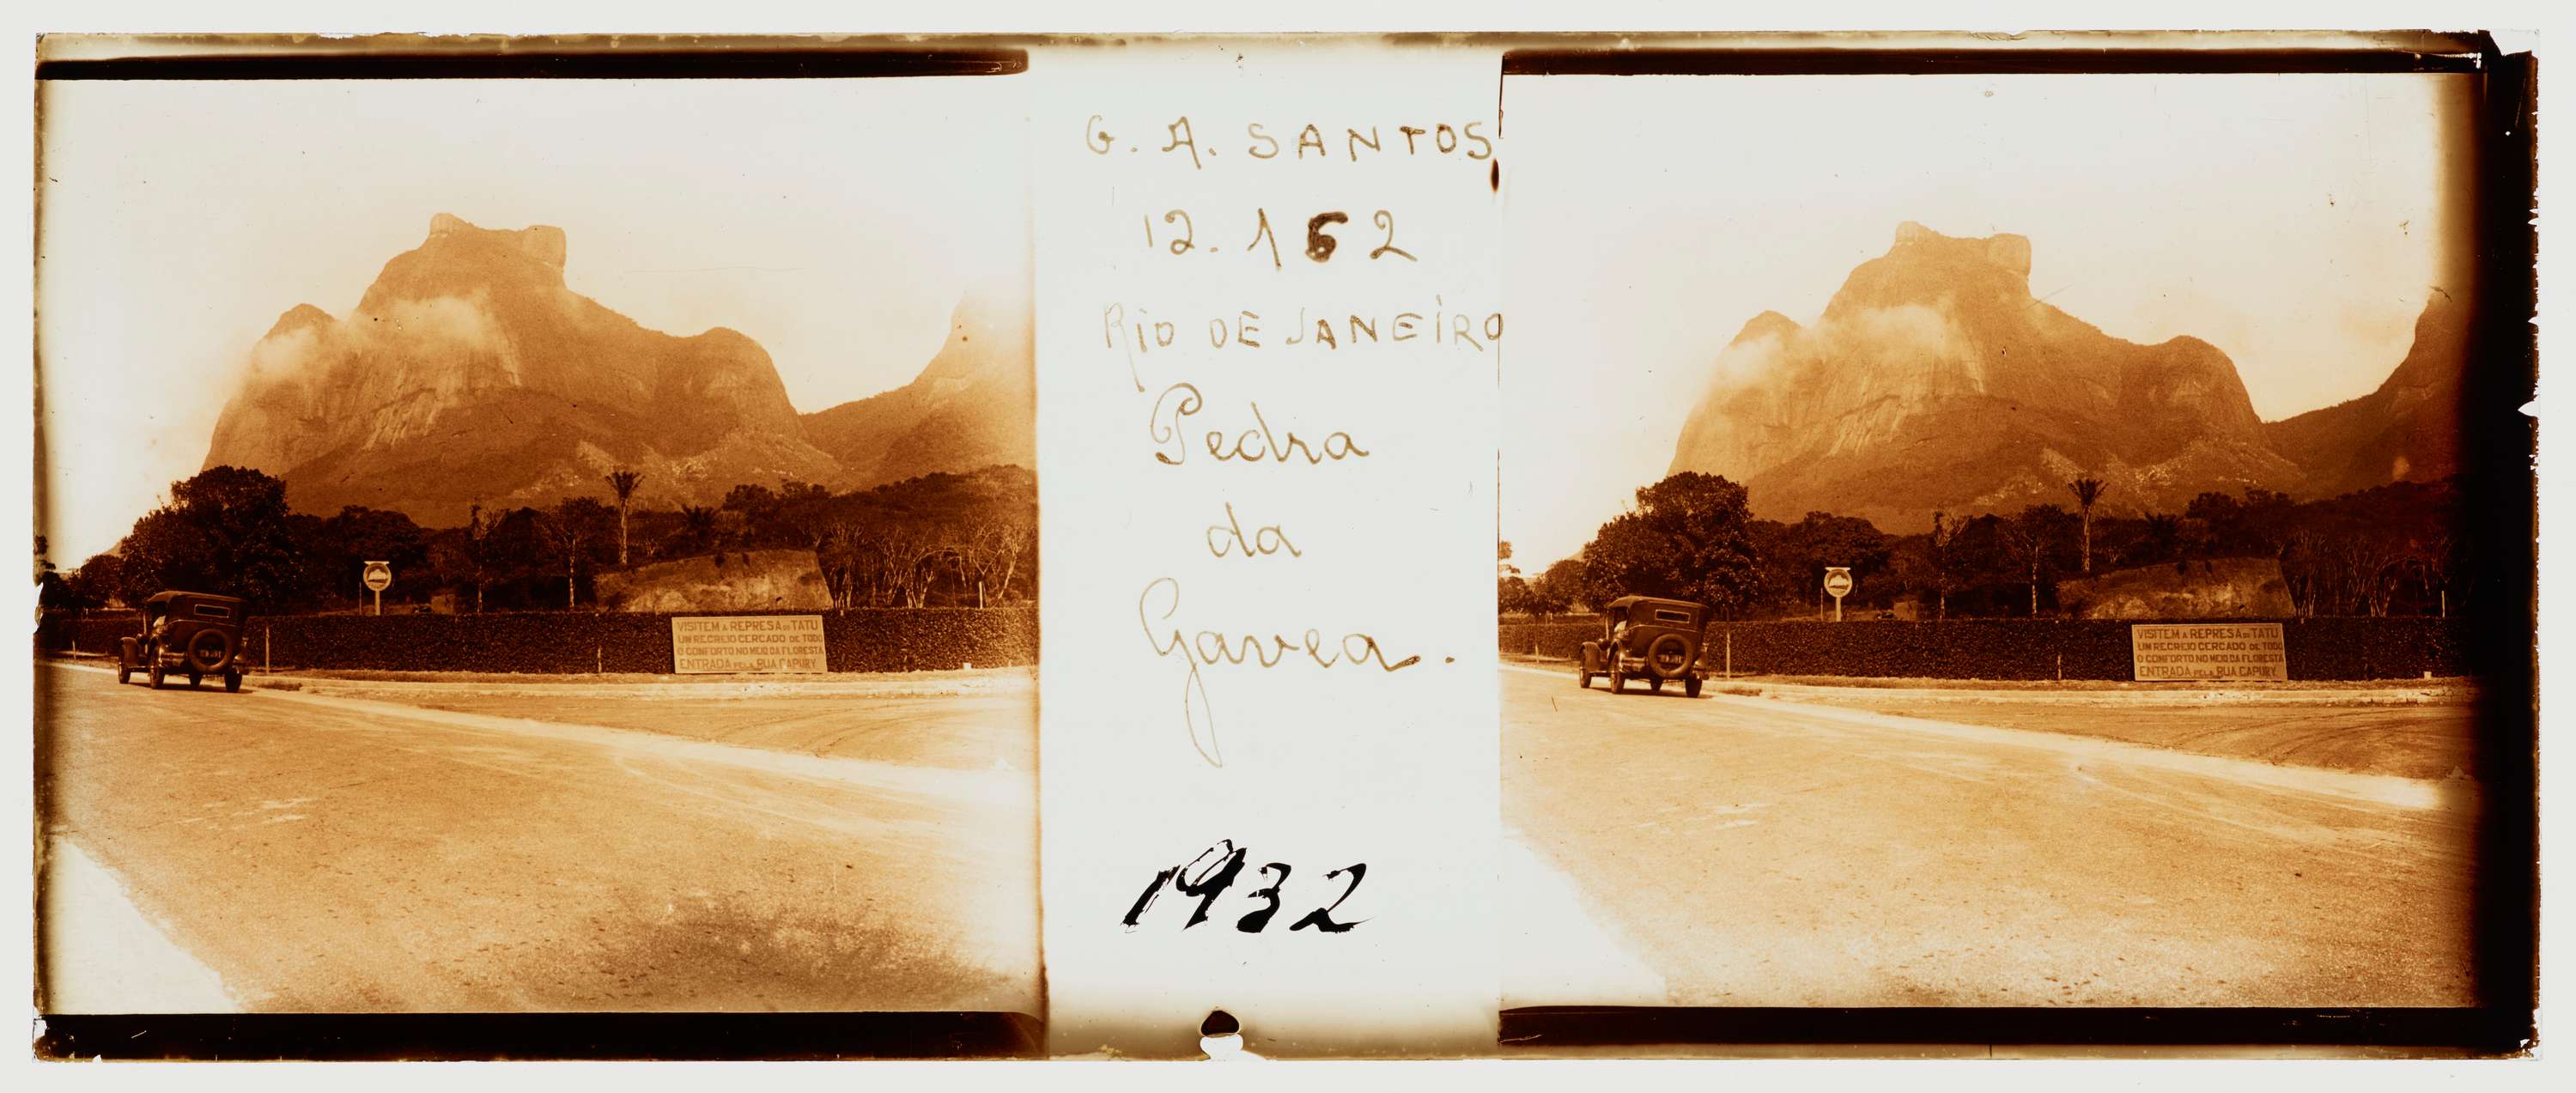 G. A. SANTOS
12.162
RIO DE JANEIRO
Pedra
da
Gavea.
1932
VISITEM A REPRESA DO TATU
UM RECREIO CERCADO DE TODO
O CONFORTO NO MEIO DA FLORESTA
ENTRADA PELA RUA CAPURY
VISITEM A REPRESA DO TATU
UM RECREIO CERCADO DE TODO
O CONFORTO NO MEIO DA FLORESTA
ENTRADA PELA RUA CAPURY